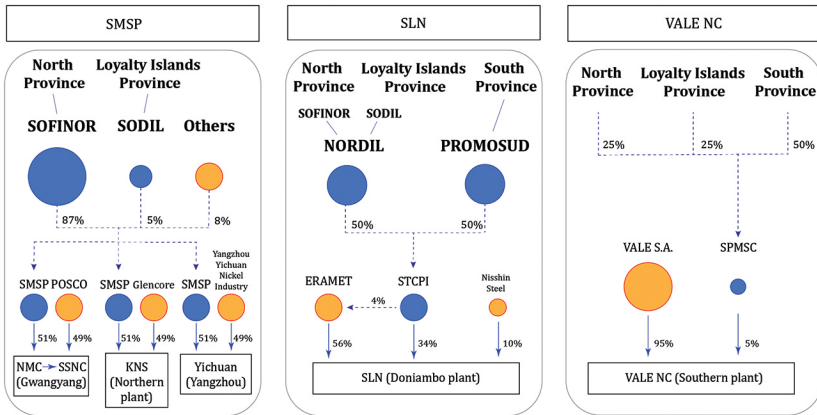 SMSP
SLN
VALE NC
North
Province
Loyalty Islands
Province
SOFINOR
SODIL
Others
87%
5%
8%
SMSP
POSCO
SMSP
Glencore
SMSP
Yangzhou
Yichuan
Nickel
Industry
51%
49%
51%
49%
51%
49%
NMC
SSNC
(Gwangyang)
KNS
(Northern
plant)
Yichuan
(Yangzhou)
North
Province
Loyalty Islands
Province
South
Province
SOFINOR
SODIL
NORDIL
PROMOSUD
50%
50%
ERAMET
STCPI
Nisshin
Steel
4%
56%
34%
10%
SLN (Doniambo plant)
North
Province
Loyalty Islands
Province
South
Province
25%
25%
50%
VALE S.A.
SPMSC
95%
5%
VALE NC (Southern plant)